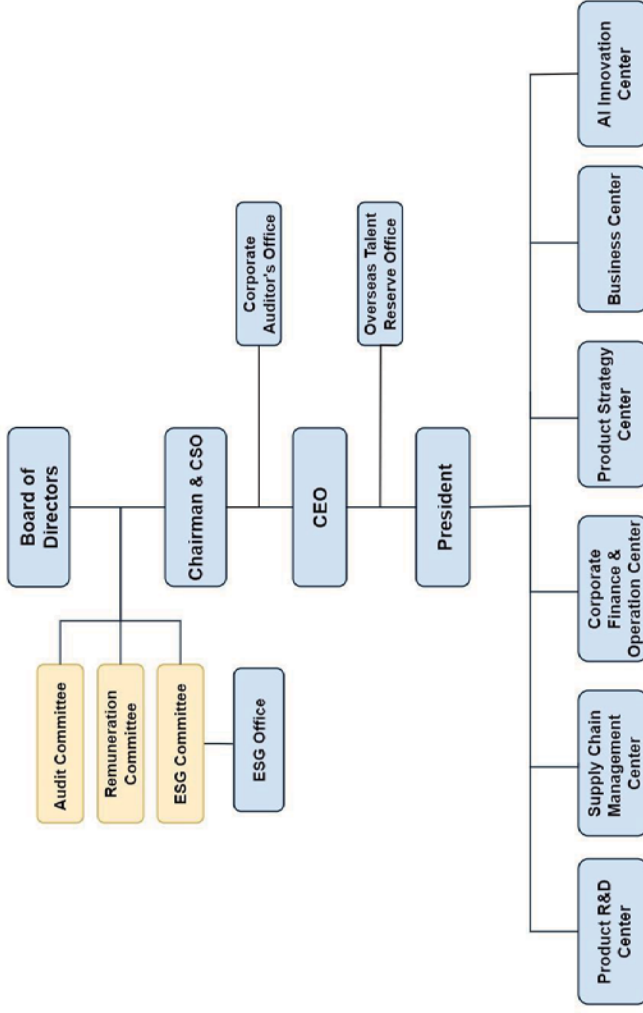 Board of
Directors
Audit Committee
Remuneration
Committee
ESG Committee
ESG Office
Chairman & CSO
Corporate
Auditor's Office
CEO
Overseas Talent
Reserve Office
President
Product R&D
Center
Supply Chain
Management
Center
Corporate
Finance &
Operation Center
Product Strategy
Center
Business Center
AI Innovation
Center